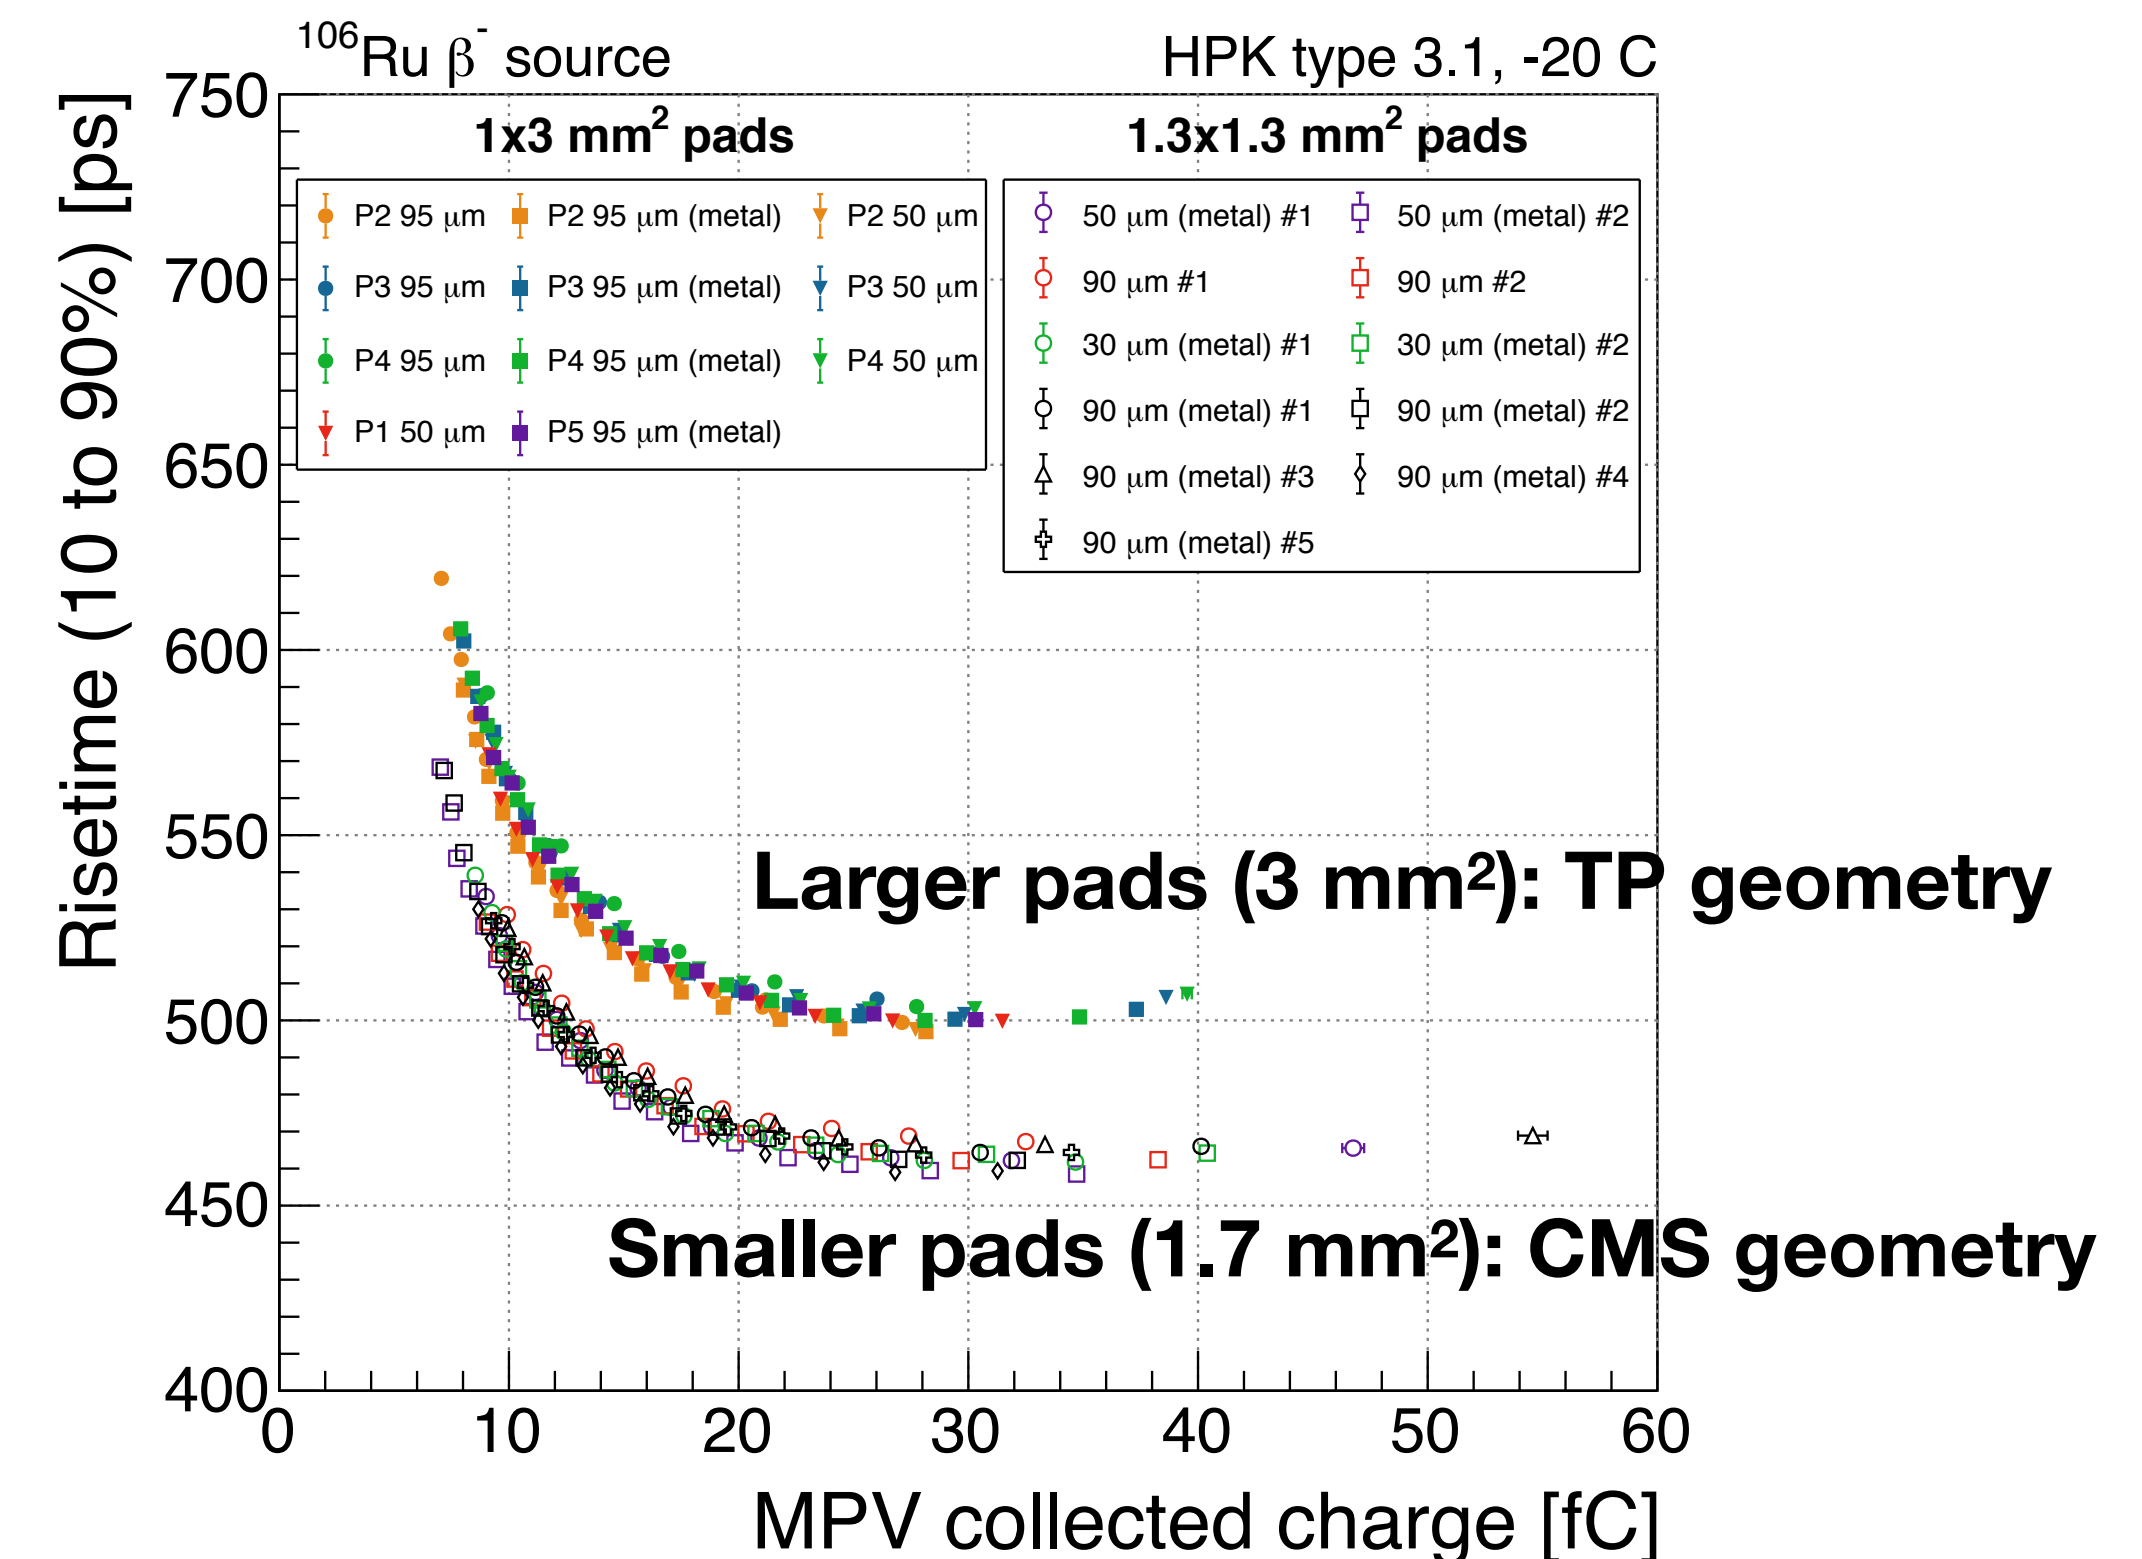 106Ru β- source HPK type 3.1, -20 C
Risetime (10 to 90%) [ps]
750
700
650
600
550
500
450
400
1x3 mm2 pads
P2 95 μm P2 95 μm (metal) P2 50 μm
P3 95 μm P3 95 μm (metal) P3 50 μm
P4 95 μm P4 95 μm (metal) P4 50 μm
P1 50 μm P5 95 μm (metal)
1.3x1.3 mm2 pads
50 μm (metal) #1 50 μm (metal) #2
90 μm #1 90 μm #2
30 μm (metal) #1 30 μm (metal) #2
90 μm (metal) #1 90 μm (metal) #2
90 μm (metal) #3 90 μm (metal) #4
90 μm (metal) #5
Larger pads (3 mm2): TP geometry
Smaller pads (1.7 mm2): CMS geometry
0 10 20 30 40 50 60
MPV collected charge [fC]